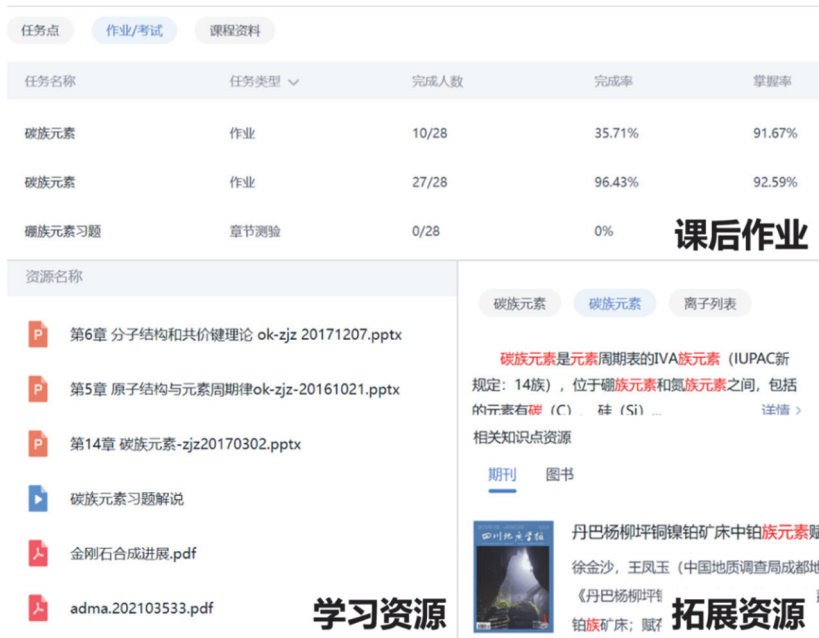 任务点 作业/考试 课程资料
任务名称 任务类型 完成人数 完成率 掌握率
碳族元素 作业 10/28 35.71% 91.67%
碳族元素 作业 27/28 96.43% 92.59%
硼族元素习题 章节测验 0/28 0%
课后作业
资源名称
第6章 分子结构和共价键理论 ok-zjz 20171207.pptx
第5章 原子结构与元素周期律ok-zjz-20161021.pptx
第14章 碳族元素-zjz20170302.pptx
碳族元素习题解说
金刚石合成进展.pdf
adma.202103533.pdf
学习资源
碳族元素 碳族元素 离子列表
碳族元素是元素周期表的IVA族元素（IUPAC新
规定：14族），位于硼族元素和氮族元素之间，包括
的元素有碳（C）、硅（Si）... 详情 >
相关知识点资源
期刊 图书
四川地质学报
丹巴杨柳坪铜镍铂矿床中铂族元素赋
徐金沙，王凤玉（中国地质调查局成都地
《丹巴杨柳坪
铂族矿床；赋存
拓展资源